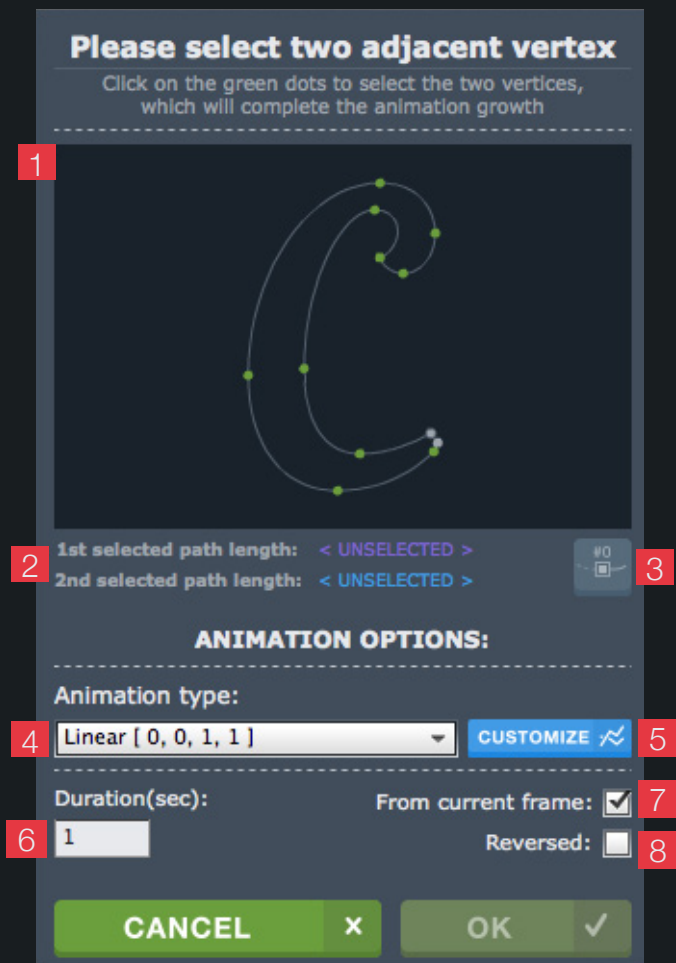 Please select two adjacent vertex
Click on the green dots to select the two vertices,
which will complete the animation growth
1
2
1st selected path length: < UNSELECTED >
2nd selected path length: < UNSELECTED >
#0
3
ANIMATION OPTIONS:
Animation type:
4
Linear [ 0, 0, 1, 1 ]
CUSTOMIZE
5
Duration(sec):
From current frame:
7
6
1
Reversed:
8
CANCEL
OK